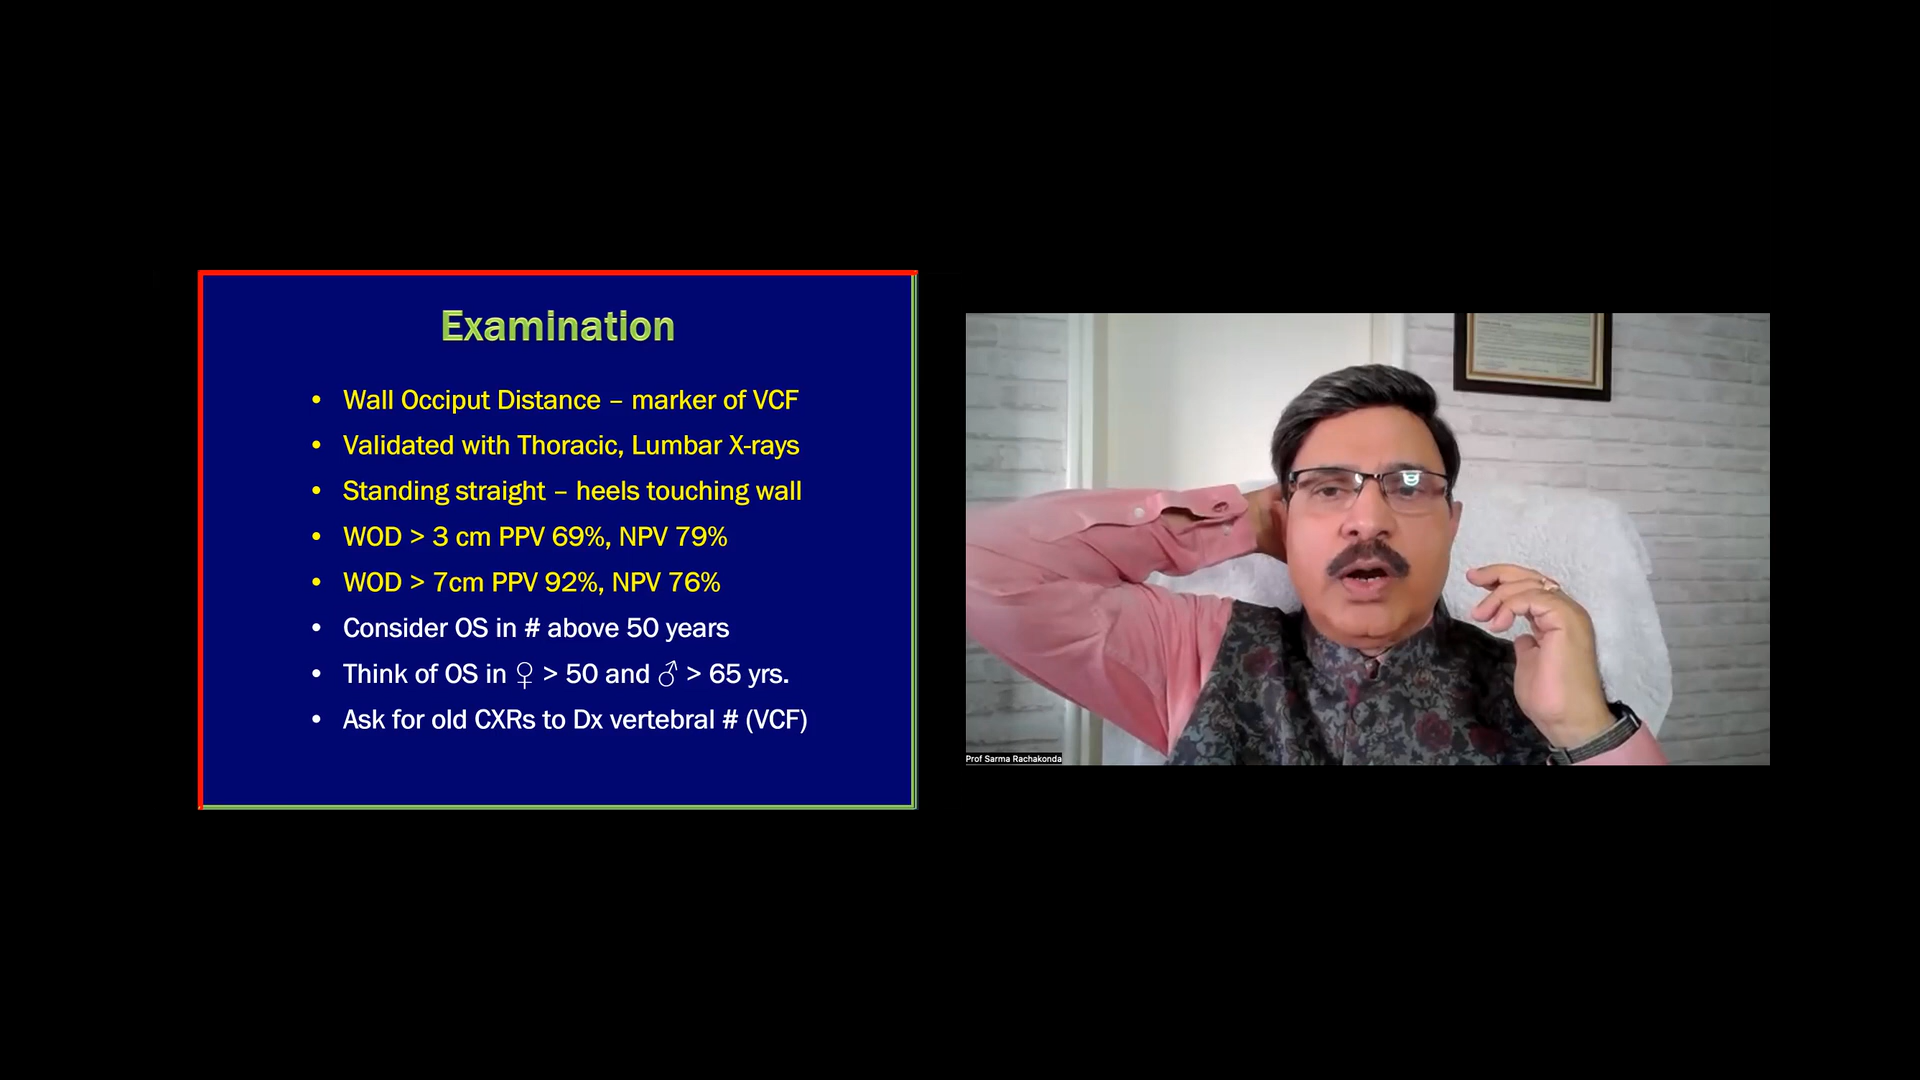 Examination
• Wall Occiput Distance – marker of VCF
• Validated with Thoracic, Lumbar X-rays
• Standing straight – heels touching wall
• WOD > 3 cm PPV 69%, NPV 79%
• WOD > 7cm PPV 92%, NPV 76%
• Consider OS in # above 50 years
• Think of OS in ♀ > 50 and ♂ > 65 yrs.
• Ask for old CXRs to Dx vertebral # (VCF)
Prof Sarma Rachakonda